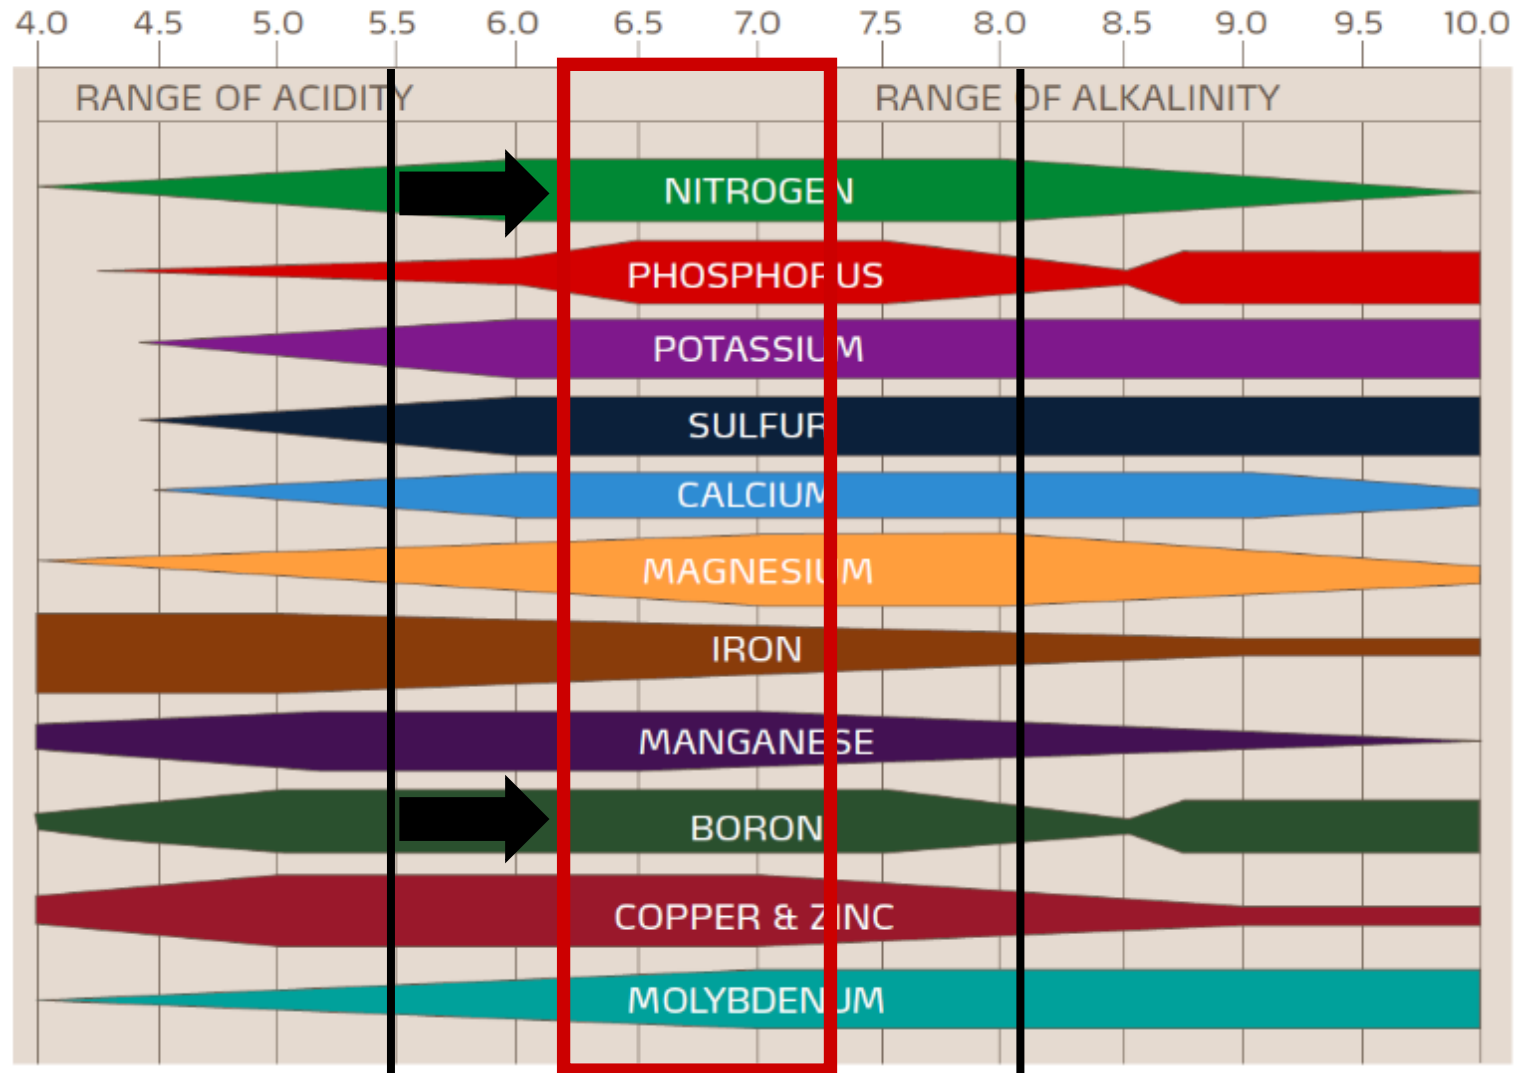 4.0 4.5 5.0 5.5 6.0 6.5 7.0 7.5 8.0 8.5 9.0 9.5 10.0
RANGE OF ACIDITY RANGE OF ALKALINITY
NITROGEN
PHOSPHORUS
POTASSIUM
SULFUR
CALCIUM
MAGNESIUM
IRON
MANGANESE
BORON
COPPER & ZINC
MOLYBDENUM